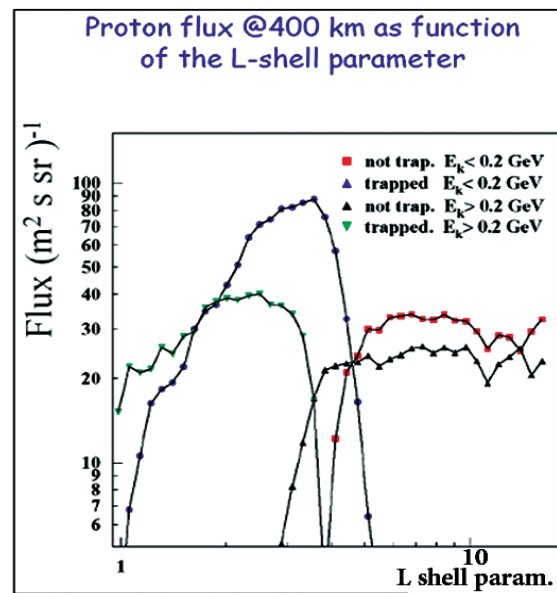 Proton flux @400 km as function
of the L-shell parameter
Flux (m² s sr)⁻¹
not trap. Eₖ< 0.2 GeV
trapped Eₖ< 0.2 GeV
not trap. Eₖ> 0.2 GeV
trapped. Eₖ> 0.2 GeV
100
90
80
70
60
50
40
30
20
10
9
8
7
6
1
10
L shell param.